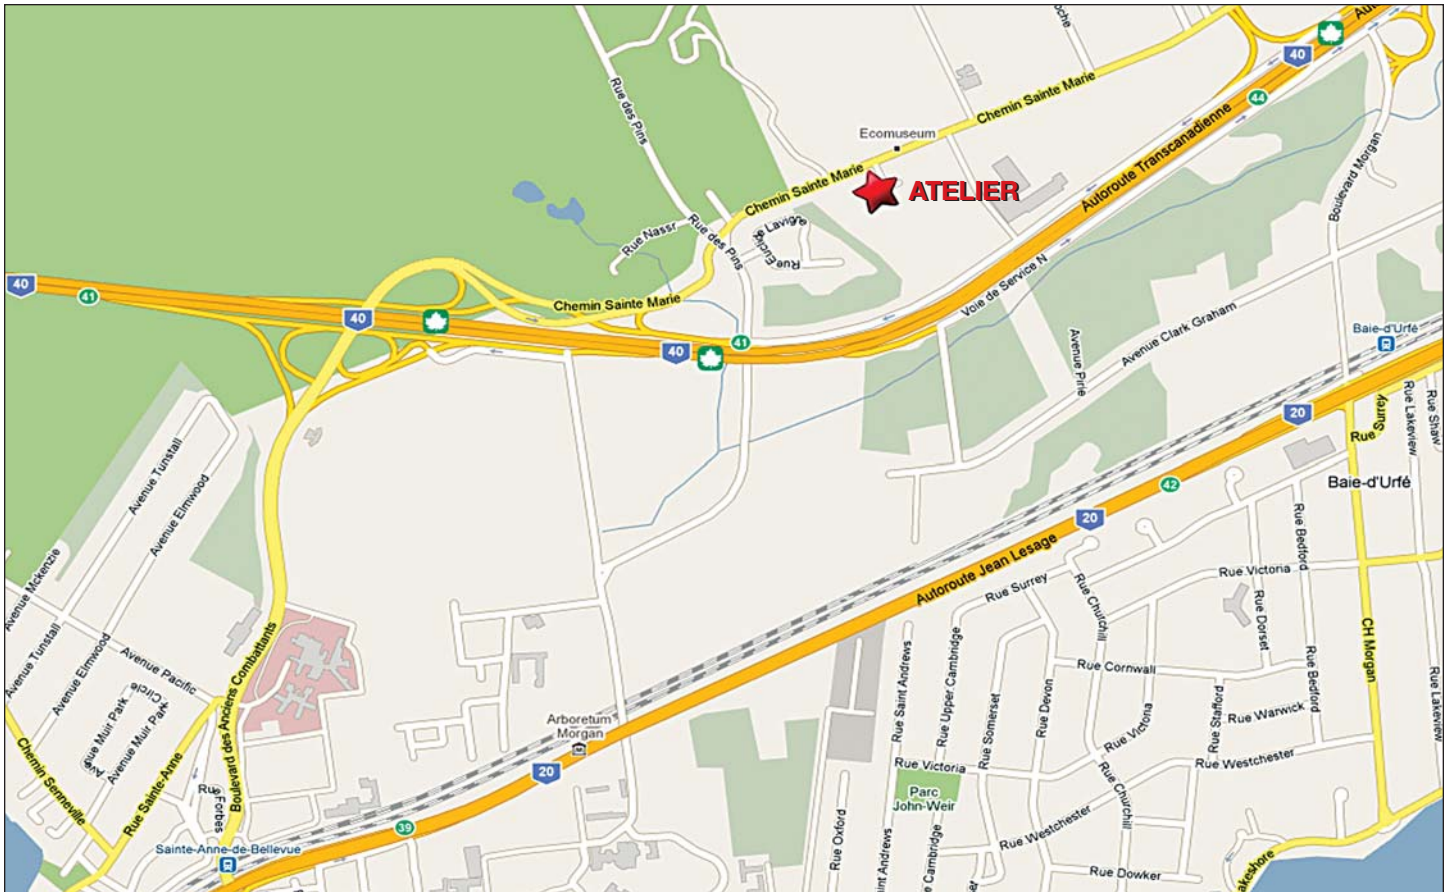 40
44
40
Rue des Pins
Chemin Sainte Marie
Ecomuseum
Autoroute Transcanadienne
Boulevard Morgan
Chemin Sainte Marie
ATELIER
Rue Nassr
Rue des Pins
Lavigne
Rue
Voie de Service N
40
41
40
Chemin Sainte Marie
40
41
Avenue Clark Graham
Avenue Pirie
Baie-d'Urfé
20
Rue Surrey
Rue Lakeview
Rue Shaw
Avenue Tunstall
Avenue Elmwood
42
Baie-d'Urfé
20
Autoroute Jean Lesage
Rue Bedford
Avenue Mckenzie
Rue Surrey
Rue Churchill
Rue Victoria
Rue Dorset
CH Morgan
Avenue Tunstall
Avenue Elmwood
Avenue Pacific
Boulevard des Anciens Combattants
Rue Saint Andrews
Rue Upper Cambridge
Rue Somerset
Rue Devon
Rue Cornwall
Rue Stafford
Rue Bedford
Rue Lakeview
Circle
Avenue Muir Park
Avenue Muir Park
Arboretum
Morgan
Rue Victoria
Rue Warwick
Chemin Senneville
Rue Sainte-Anne
Rue Forbes
20
Rue Victoria
Parc
John-Weir
Rue Westchester
Rue Churchill
39
Rue Oxford
Rue Westchester
Sainte-Anne-de-Bellevue
Rue Dowker